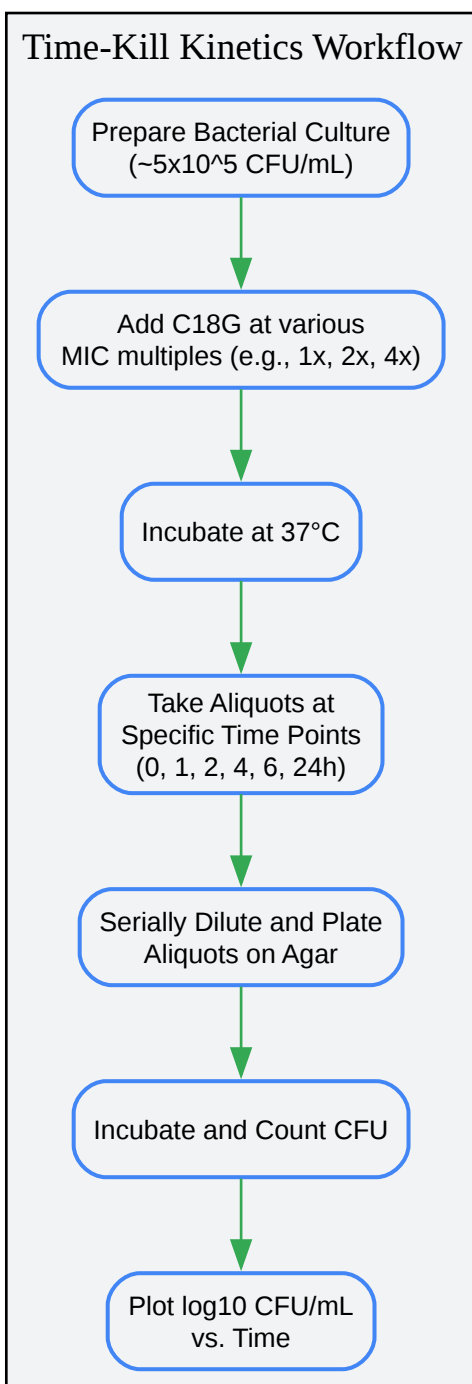 Time-Kill Kinetics Workflow
Prepare Bacterial Culture
(~5x10^5 CFU/mL)
Add C18G at various
MIC multiples (e.g., 1x, 2x, 4x)
Incubate at 37°C
Take Aliquots at
Specific Time Points
(0, 1, 2, 4, 6, 24h)
Serially Dilute and Plate
Aliquots on Agar
Incubate and Count CFU
Plot log10 CFU/mL
vs. Time